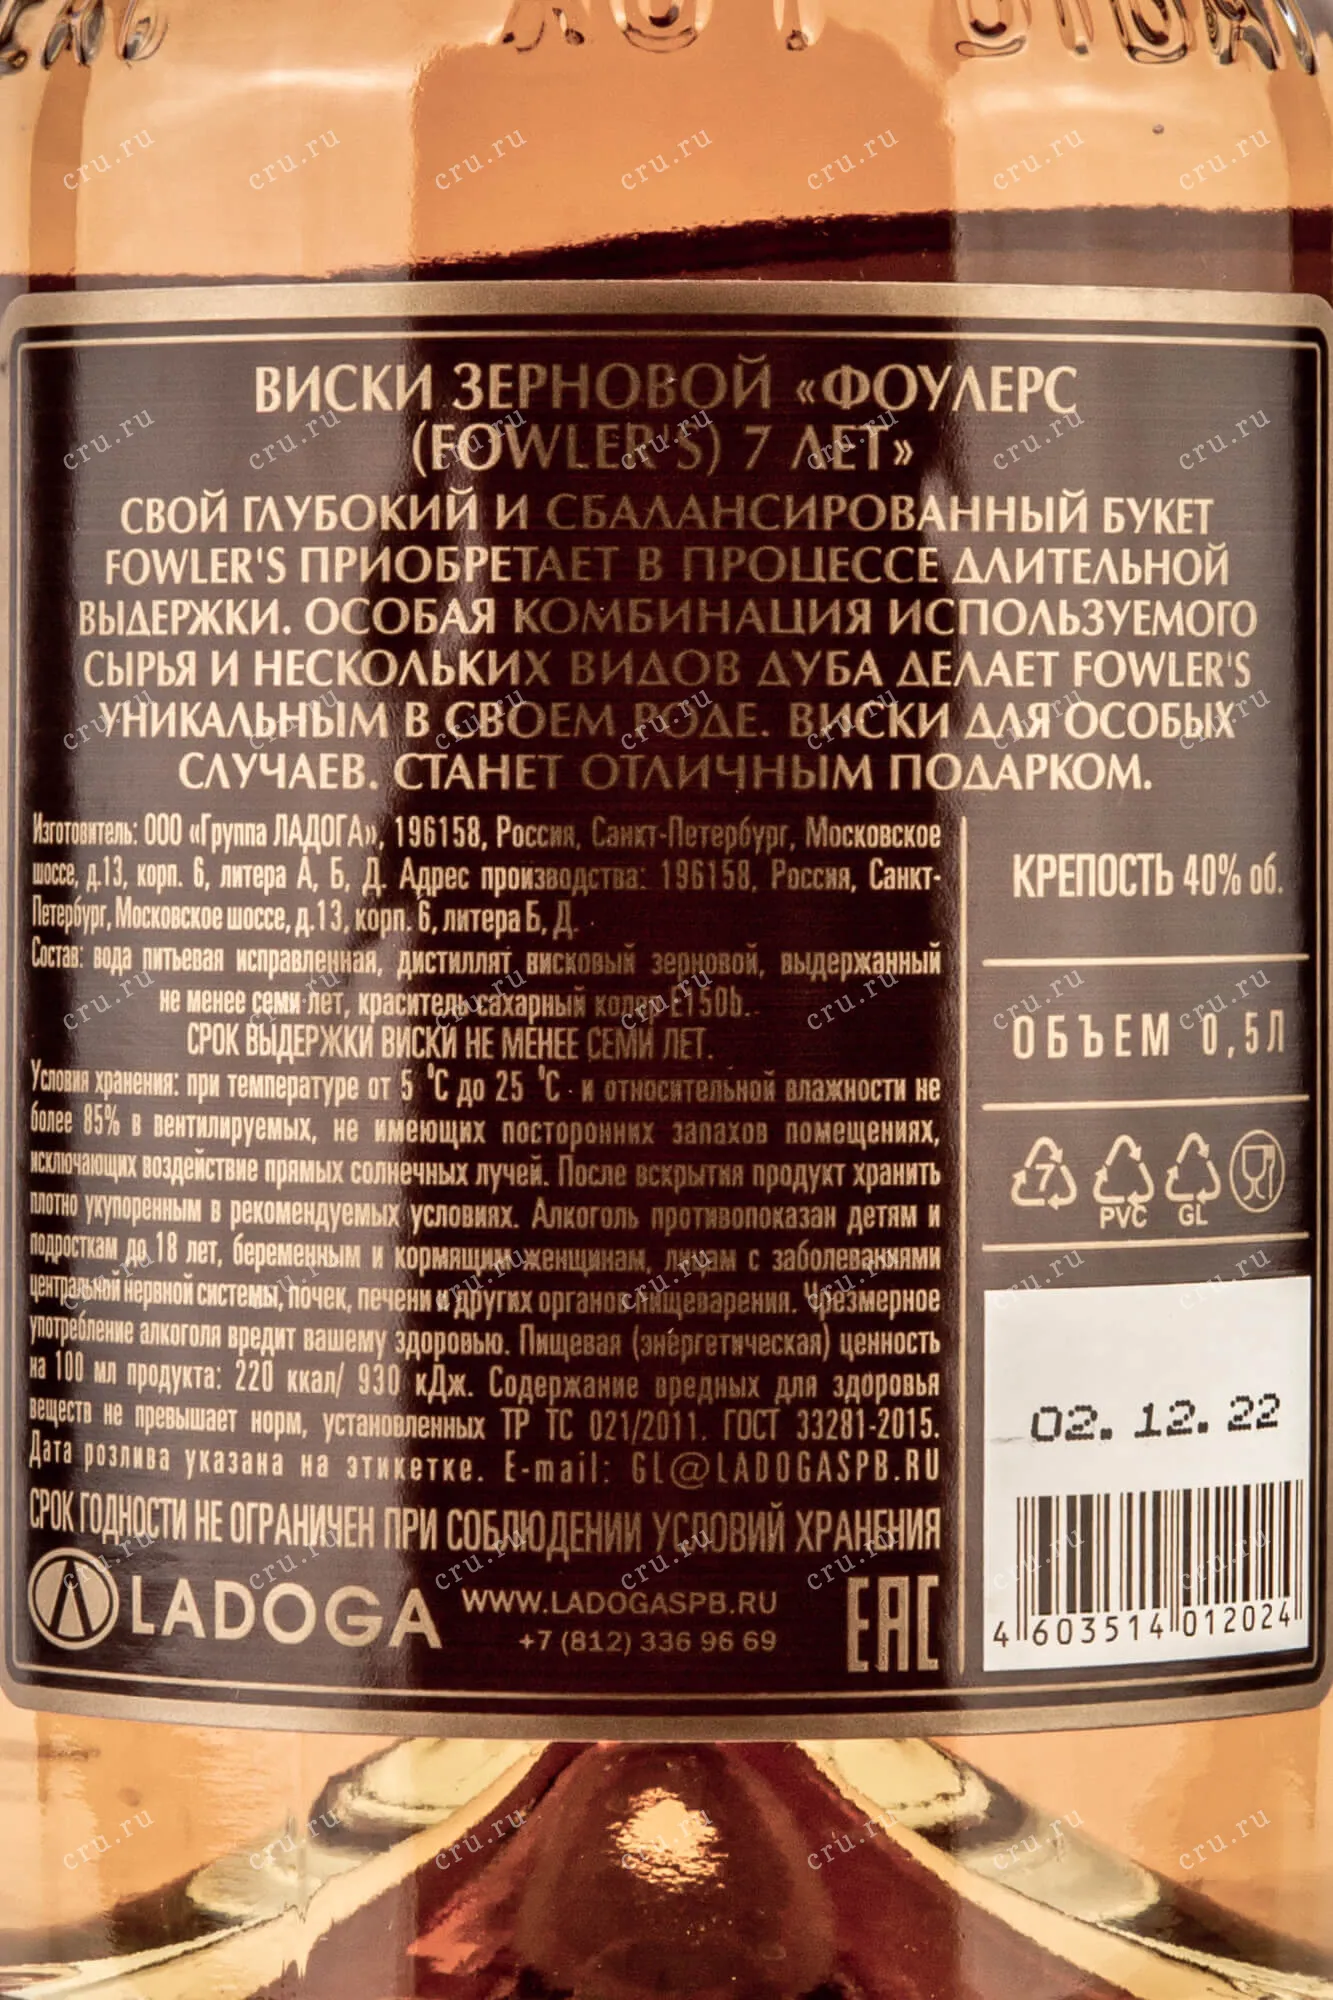 ВИСКИ ЗЕРНОВОЙ «ФОУЛЕРС
(FOWLER'S) 7 ЛЕТ»
СВОЙ ГЛУБОКИЙ И СБАЛАНСИРОВАННЫЙ БУКЕТ
FOWLER'S ПРИОБРЕТАЕТ В ПРОЦЕССЕ ДЛИТЕЛЬНОЙ
ВЫДЕРЖКИ. ОСОБАЯ КОМБИНАЦИЯ ИСПОЛЬЗУЕМОГО
СЫРЬЯ И НЕСКОЛЬКИХ ВИДОВ ДУБА ДЕЛАЕТ FOWLER'S
УНИКАЛЬНЫМ В СВОЕМ РОДЕ. ВИСКИ ДЛЯ ОСОБЫХ
СЛУЧАЕВ. СТАНЕТ ОТЛИЧНЫМ ПОДАРКОМ.
Изготовитель: ООО «Группа ЛАДОГА», 196158, Россия, Санкт-Петербург, Московское
шоссе, д.13, корп. 6, литера А, Б, Д. Адрес производства: 196158, Россия, Санкт-
Петербург, Московское шоссе, д.13, корп. 6, литера Б, Д.
Состав: вода питьевая исправленная, дистиллят висковый зерновой, выдержанный
не менее семи лет, краситель сахарный колер Е150b.
СРОК ВЫДЕРЖКИ ВИСКИ НЕ МЕНЕЕ СЕМИ ЛЕТ.
Условия хранения: при температуре от 5 °С до 25 °С и относительной влажности не
более 85% в вентилируемых, не имеющих посторонних запахов помещениях,
исключающих воздействие прямых солнечных лучей. После вскрытия продукт хранить
плотно укупоренным в рекомендуемых условиях. Алкоголь противопоказан детям и
подросткам до 18 лет, беременным и кормящим женщинам, лицам с заболеваниями
центральной нервной системы, почек, печени и других органов пищеварения. Чрезмерное
употребление алкоголя вредит вашему здоровью. Пищевая (энергетическая) ценность
на 100 мл продукта: 220 ккал/ 930 кДж. Содержание вредных для здоровья
веществ не превышает норм, установленных ТР ТС 021/2011. ГОСТ 33281-2015.
Дата розлива указана на этикетке. E-mail: GL@LADOGASPB.RU
СРОК ГОДНОСТИ НЕ ОГРАНИЧЕН ПРИ СОБЛЮДЕНИИ УСЛОВИЙ ХРАНЕНИЯ
LADOGA
WWW.LADOGASPB.RU
+7 (812) 336 96 69
EAC
КРЕПОСТЬ 40% об.
ОБЪЕМ 0,5Л
7
PVC
GL
02.12.22
4 603514 012024
cru.ru